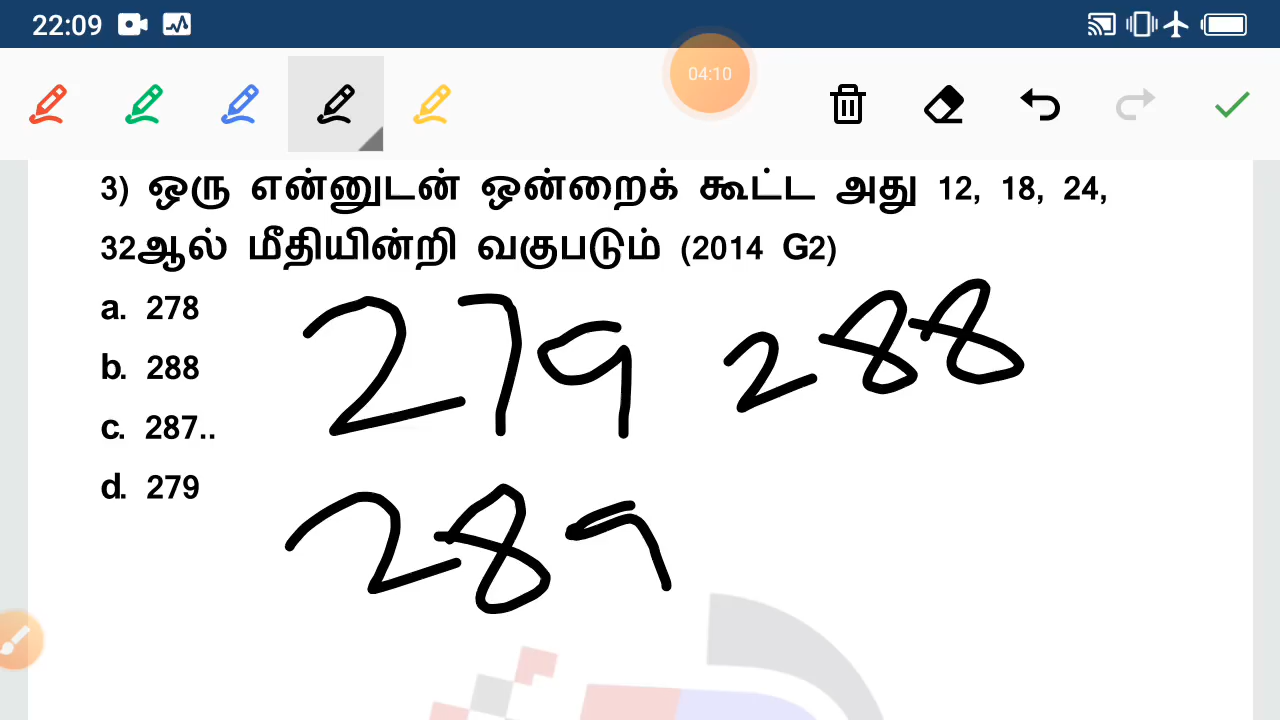 22:09
04:10
3) ஒரு என்னுடன் ஒன்றைக் கூட்ட அது 12, 18, 24,
32ஆல் மீதியின்றி வகுபடும் (2014 G2)
a. 278
b. 288
c. 287..
d. 279
279 288
289